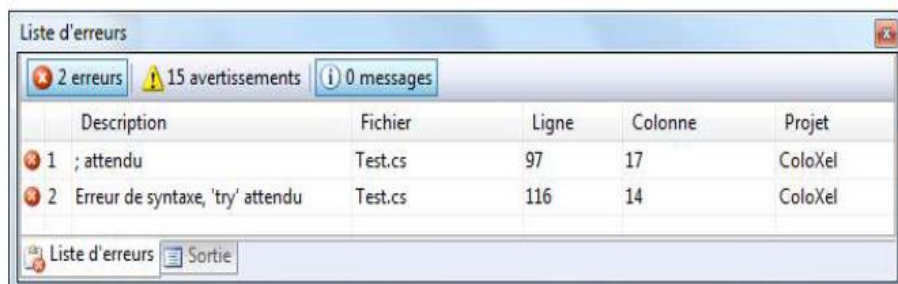 Liste d'erreurs
2 erreurs 15 avertissements 0 messages
Description Fichier Ligne Colonne Projet
1 ; attendu Test.cs 97 17 ColoXel
2 Erreur de syntaxe, 'try' attendu Test.cs 116 14 ColoXel
Liste d'erreurs Sortie